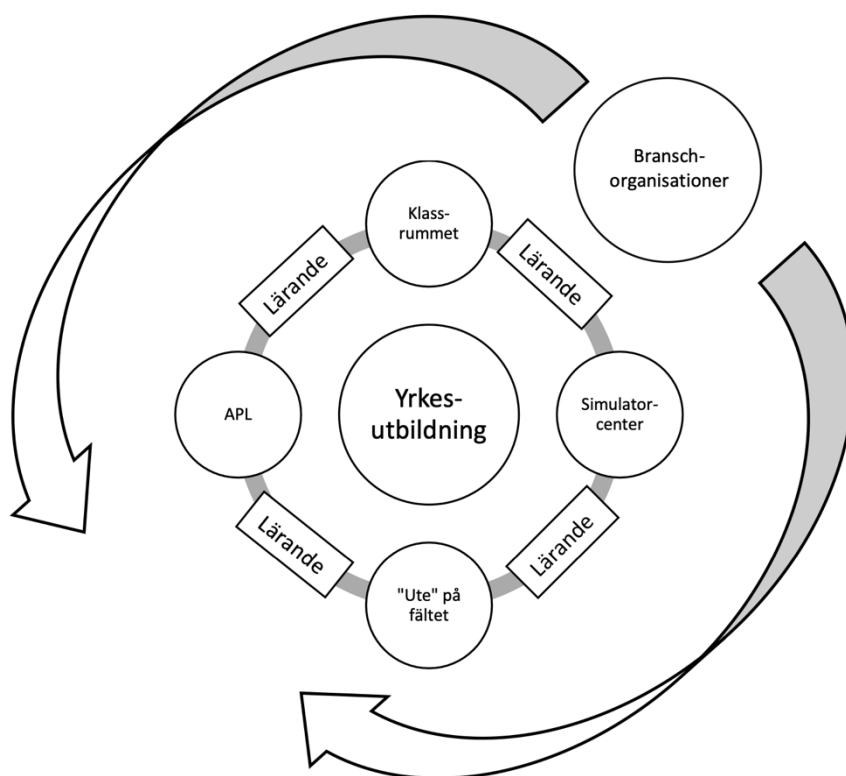 Bransch-
organisationer
Klass-
rummet
Lärande
Lärande
APL
Yrkes-
utbildning
Simulator-
center
Lärande
Lärande
"Ute" på
fältet